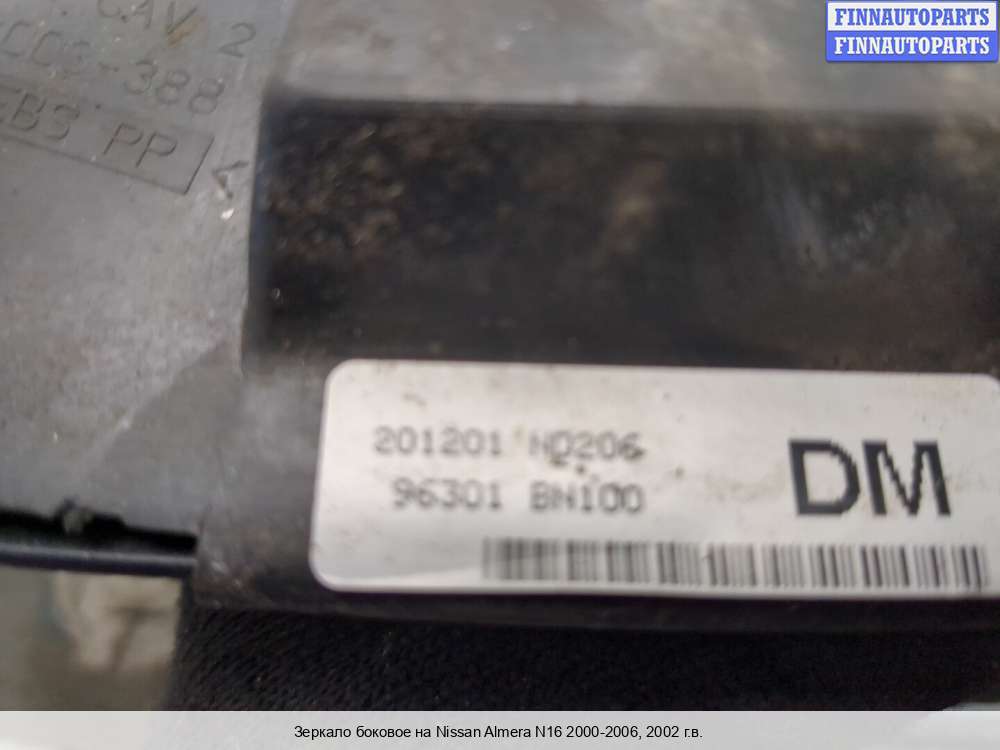 FINNAUTOPARTS
FINNAUTOPARTS
CAV 2
-388
PP
201201 N0206
96301 BN100
DM
Зеркало боковое на Nissan Almera N16 2000-2006, 2002 г.в.